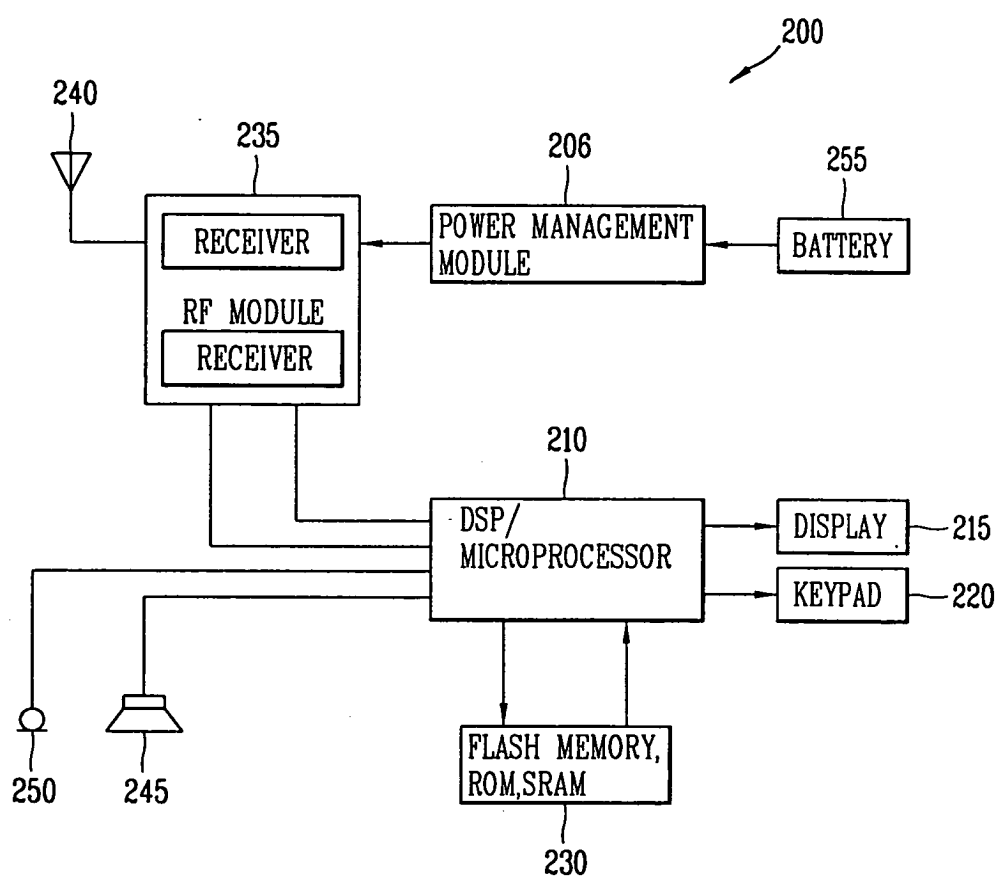 200
240
235
206
255
RECEIVER
POWER MANAGEMENT
MODULE
BATTERY
RF MODULE
RECEIVER
210
DSP/
MICROPROCESSOR
DISPLAY
215
KEYPAD
220
250
245
FLASH MEMORY,
ROM,SRAM
230